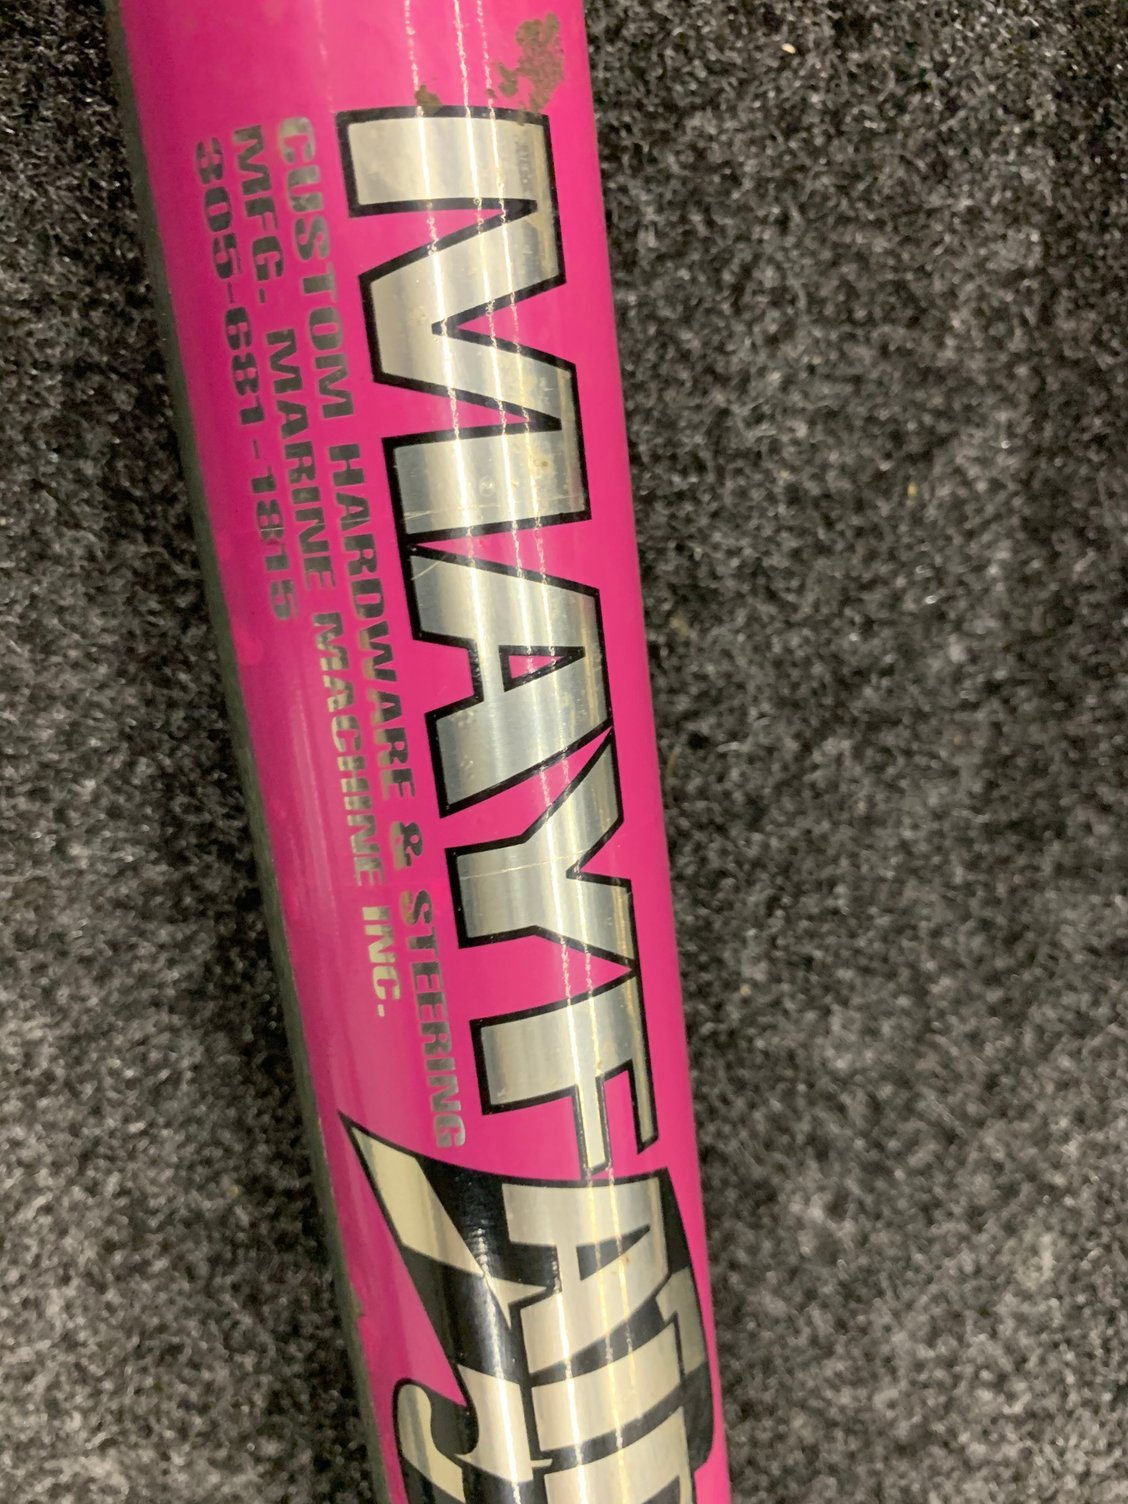 MAYFAIR
CUSTOM HARDWARE & STEERING
MFG. MARINE MACHINE INC.
305-681-1815